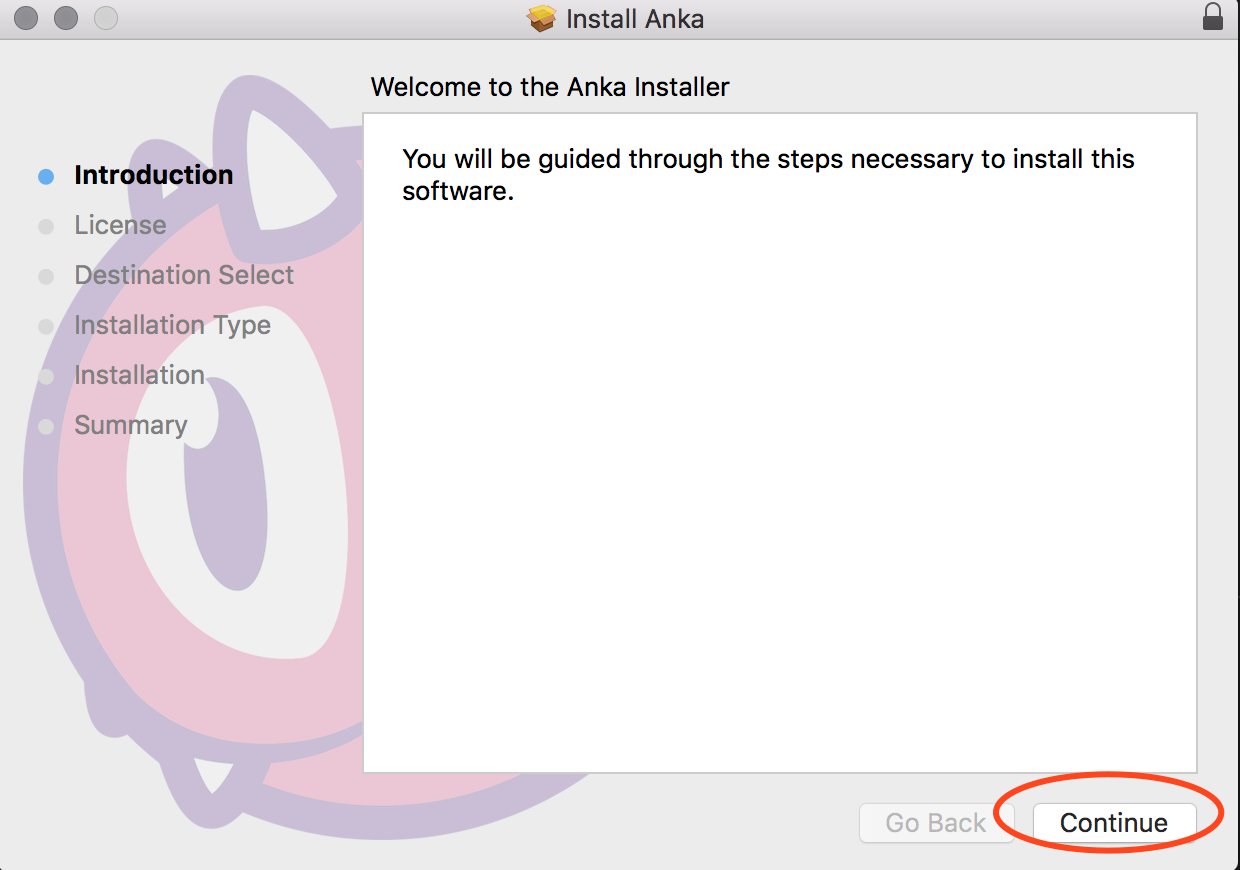 Install Anka
Welcome to the Anka Installer
Introduction
License
Destination Select
Installation Type
Installation
Summary
You will be guided through the steps necessary to install this
software.
Go Back
Continue